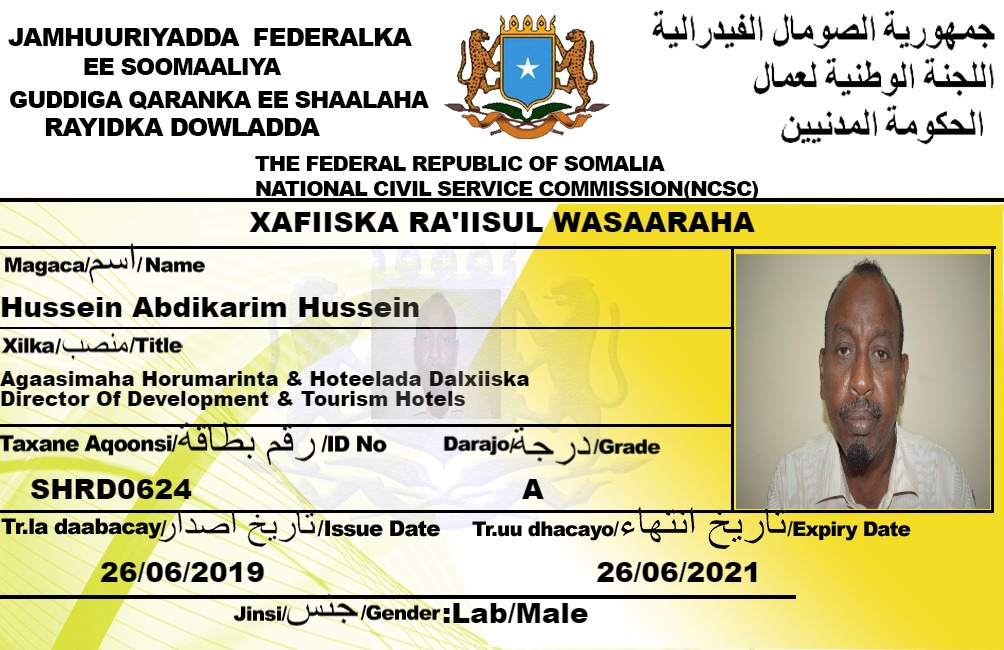 JAMHUURIYADDA FEDERALKA
EE SOOMAALIYA
GUDDIGA QARANKA EE SHAALAHA
RAYIDKA DOWLADDA
جمهورية الصومال الفيدرالية
اللجنة الوطنية لعمال
الحكومة المدنيين
THE FEDERAL REPUBLIC OF SOMALIA
NATIONAL CIVIL SERVICE COMMISSION(NCSC)
XAFIISKA RA'IISUL WASAARAHA
Magaca/اسم/Name
Hussein Abdikarim Hussein
Xilka/منصب/Title
Agaasimaha Horumarinta & Hoteelada Dalxiiska
Director Of Development & Tourism Hotels
Taxane Aqoonsi/رقم بطاقة/ID No Darajo/درجة/Grade
SHRD0624 A
Tr.la daabacay/تاريخ اصدار/Issue Date Tr.uu dhacayo/تاريخ انتهاء/Expiry Date
26/06/2019 26/06/2021
Jinsi/جنس/Gender:Lab/Male